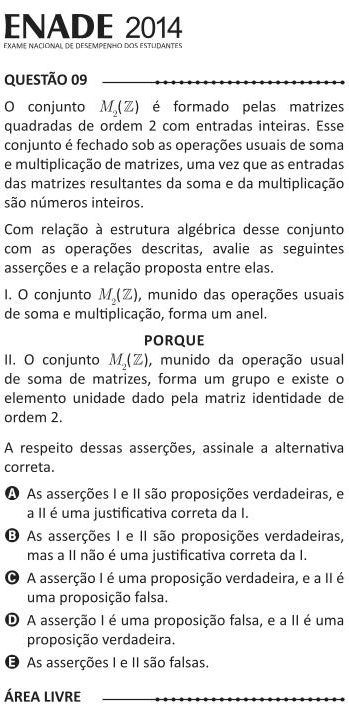 ENADE 2014
EXAME NACIONAL DE DESEMPENHO DOS ESTUDANTES
QUESTÃO 09
O conjunto M₂(ℤ) é formado pelas matrizes
quadradas de ordem 2 com entradas inteiras. Esse
conjunto é fechado sob as operações usuais de soma
e multiplicação de matrizes, uma vez que as entradas
das matrizes resultantes da soma e da multiplicação
são números inteiros.
Com relação à estrutura algébrica desse conjunto
com as operações descritas, avalie as seguintes
asserções e a relação proposta entre elas.
I. O conjunto M₂(ℤ), munido das operações usuais
de soma e multiplicação, forma um anel.
PORQUE
II. O conjunto M₂(ℤ), munido da operação usual
de soma de matrizes, forma um grupo e existe o
elemento unidade dado pela matriz identidade de
ordem 2.
A respeito dessas asserções, assinale a alternativa
correta.
A As asserções I e II são proposições verdadeiras, e
a II é uma justificativa correta da I.
B As asserções I e II são proposições verdadeiras,
mas a II não é uma justificativa correta da I.
C A asserção I é uma proposição verdadeira, e a II é
uma proposição falsa.
D A asserção I é uma proposição falsa, e a II é uma
proposição verdadeira.
E As asserções I e II são falsas.
ÁREA LIVRE